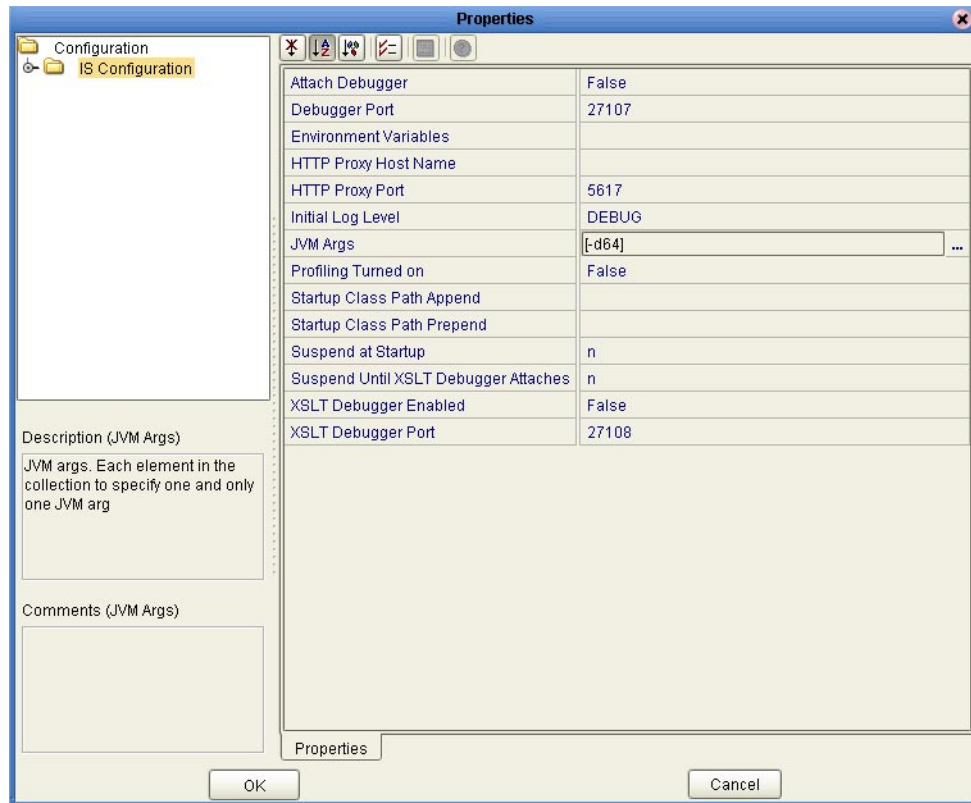 Properties
Configuration
IS Configuration
Attach Debugger False
Debugger Port 27107
Environment Variables
HTTP Proxy Host Name
HTTP Proxy Port 5617
Initial Log Level DEBUG
JVM Args [-d64] ...
Profiling Turned on False
Startup Class Path Append
Startup Class Path Prepend
Suspend at Startup n
Suspend Until XSLT Debugger Attaches n
XSLT Debugger Enabled False
XSLT Debugger Port 27108
Description (JVM Args)
JVM args. Each element in the
collection to specify one and only
one JVM arg
Comments (JVM Args)
Properties
OK Cancel